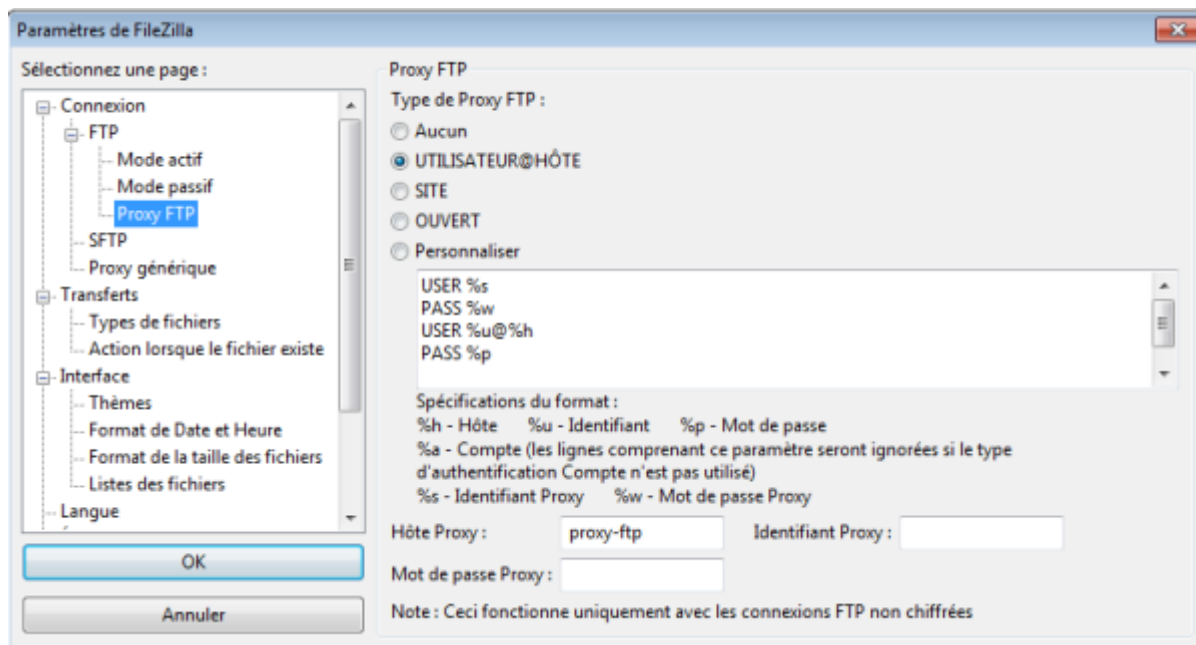 Paramètres de FileZilla
Sélectionnez une page :
Connexion
FTP
Mode actif
Mode passif
Proxy FTP
SFTP
Proxy générique
Transferts
Types de fichiers
Action lorsque le fichier existe
Interface
Thèmes
Format de Date et Heure
Format de la taille des fichiers
Listes des fichiers
Langue
OK
Annuler
Proxy FTP
Type de Proxy FTP :
Aucun
UTILISATEUR@HÔTE
SITE
OUVERT
Personnaliser
USER %s
PASS %w
USER %u@%h
PASS %p
Spécifications du format :
%h - Hôte %u - Identifiant %p - Mot de passe
%a - Compte (les lignes comprenant ce paramètre seront ignorées si le type
d'authentification Compte n'est pas utilisé)
%s - Identifiant Proxy %w - Mot de passe Proxy
Hôte Proxy : proxy-ftp Identifiant Proxy :
Mot de passe Proxy :
Note : Ceci fonctionne uniquement avec les connexions FTP non chiffrées